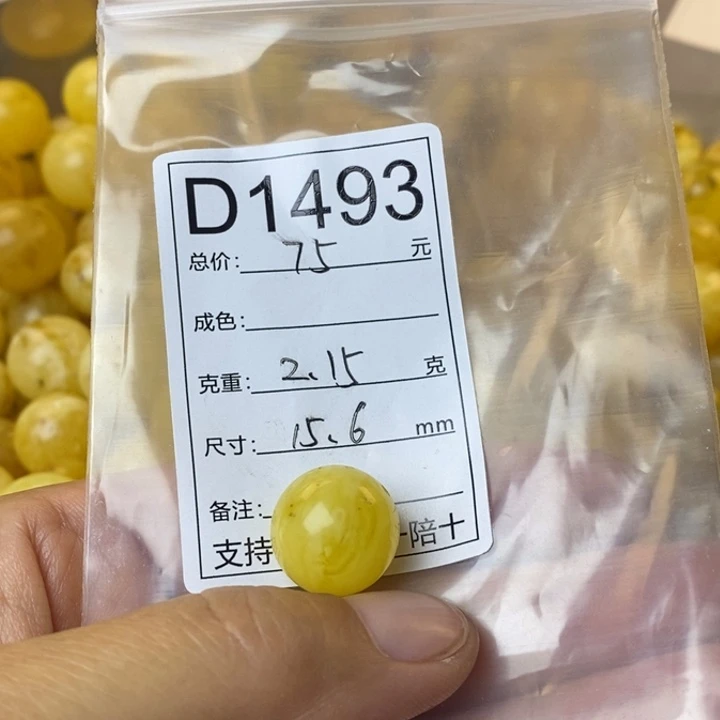 D1493
总价: 75 元
成色:
克重: 2.15 克
尺寸: 15.6 mm
备注:
支持 一陪十